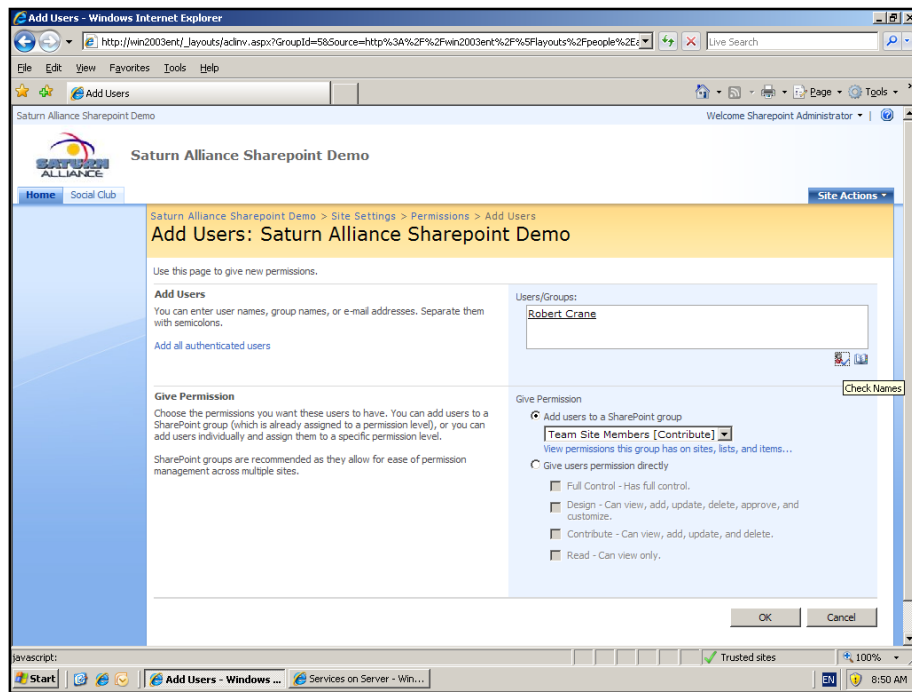 Add Users - Windows Internet Explorer
http://win2003ent/_layouts/aclinv.aspx?GroupId=5&Source=http%3A%2F%2Fwin2003ent%2F%5Flayouts%2Fpeople%2E
Live Search
File Edit View Favorites Tools Help
Add Users
Page Tools
Saturn Alliance Sharepoint Demo
Welcome Sharepoint Administrator
SATURN
ALLIANCE
Saturn Alliance Sharepoint Demo
Home Social Club
Site Actions
Saturn Alliance Sharepoint Demo > Site Settings > Permissions > Add Users
Add Users: Saturn Alliance Sharepoint Demo
Use this page to give new permissions.
Add Users
You can enter user names, group names, or e-mail addresses. Separate them
with semicolons.
Add all authenticated users
Users/Groups:
Robert Crane
Check Names
Give Permission
Choose the permissions you want these users to have. You can add users to a
SharePoint group (which is already assigned to a permission level), or you can
add users individually and assign them to a specific permission level.
SharePoint groups are recommended as they allow for ease of permission
management across multiple sites.
Give Permission
Add users to a SharePoint group
Team Site Members [Contribute]
View permissions this group has on sites, lists, and items...
Give users permission directly
Full Control - Has full control.
Design - Can view, add, update, delete, approve, and
customize.
Contribute - Can view, add, update, and delete.
Read - Can view only.
OK Cancel
javascript:
Trusted sites
100%
Start
Add Users - Windows ...
Services on Server - Win...
EN
8:50 AM